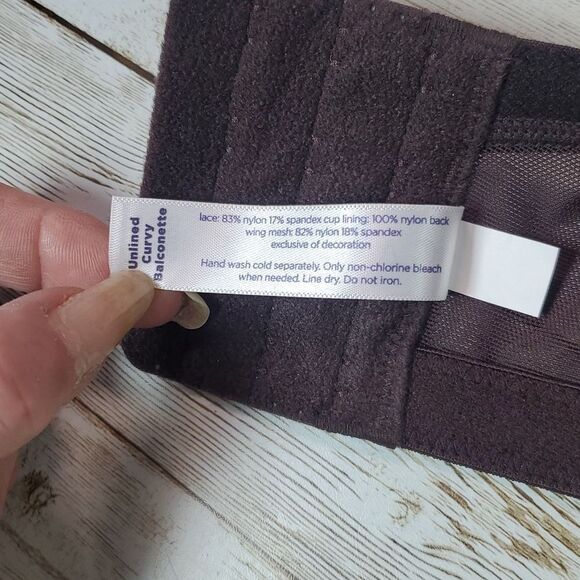 Unlined
Curvy
Balconette
lace: 83% nylon 17% spandex cup lining: 100% nylon back
wing mesh: 82% nylon 18% spandex
exclusive of decoration
Hand wash cold separately. Only non-chlorine bleach
when needed. Line dry. Do not iron.